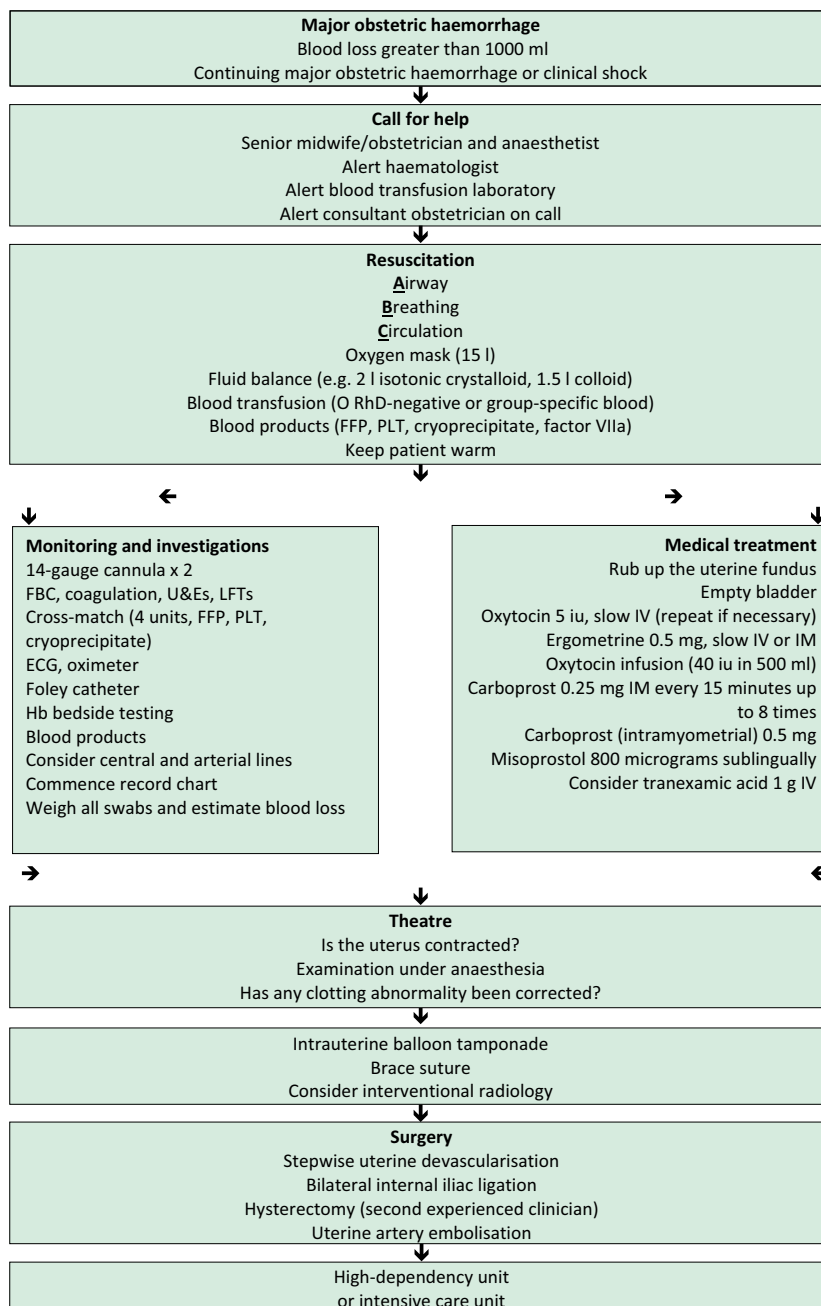 Major obstetric haemorrhage
Blood loss greater than 1000 ml
Continuing major obstetric haemorrhage or clinical shock
Call for help
Senior midwife/obstetrician and anaesthetist
Alert haematologist
Alert blood transfusion laboratory
Alert consultant obstetrician on call
Resuscitation
Airway
Breathing
Circulation
Oxygen mask (15 l)
Fluid balance (e.g. 2 l isotonic crystalloid, 1.5 l colloid)
Blood transfusion (O RhD-negative or group-specific blood)
Blood products (FFP, PLT, cryoprecipitate, factor VIIa)
Keep patient warm
Monitoring and investigations
14-gauge cannula x 2
FBC, coagulation, U&Es, LFTs
Cross-match (4 units, FFP, PLT,
cryoprecipitate)
ECG, oximeter
Foley catheter
Hb bedside testing
Blood products
Consider central and arterial lines
Commence record chart
Weigh all swabs and estimate blood loss
Medical treatment
Rub up the uterine fundus
Empty bladder
Oxytocin 5 iu, slow IV (repeat if necessary)
Ergometrine 0.5 mg, slow IV or IM
Oxytocin infusion (40 iu in 500 ml)
Carboprost 0.25 mg IM every 15 minutes up
to 8 times
Carboprost (intramyometrial) 0.5 mg
Misoprostol 800 micrograms sublingually
Consider tranexamic acid 1 g IV
Theatre
Is the uterus contracted?
Examination under anaesthesia
Has any clotting abnormality been corrected?
Intrauterine balloon tamponade
Brace suture
Consider interventional radiology
Surgery
Stepwise uterine devascularisation
Bilateral internal iliac ligation
Hysterectomy (second experienced clinician)
Uterine artery embolisation
High-dependency unit
or intensive care unit